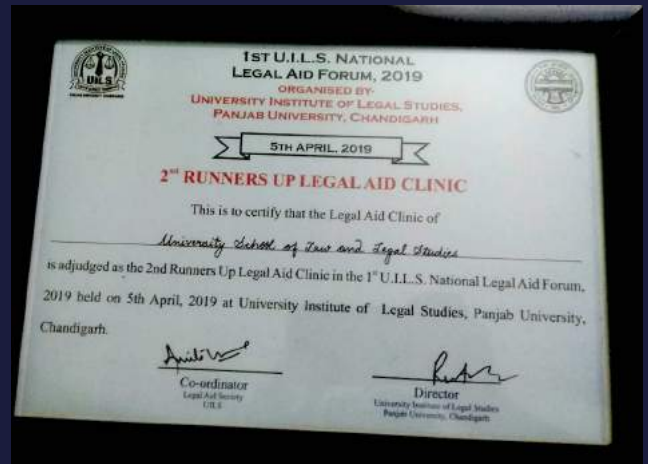 1ST U.I.L.S. NATIONAL
LEGAL AID FORUM, 2019
ORGANISED BY-
UNIVERSITY INSTITUTE OF LEGAL STUDIES,
PANJAB UNIVERSITY, CHANDIGARH
U.I.L.S.
5TH APRIL, 2019
2nd RUNNERS UP LEGAL AID CLINIC
This is to certify that the Legal Aid Clinic of
University School of Law and Legal Studies
is adjudged as the 2nd Runners Up Legal Aid Clinic in the 1st U.I.L.S. National Legal Aid Forum,
2019 held on 5th April, 2019 at University Institute of Legal Studies, Panjab University,
Chandigarh.
Co-ordinator
Legal Aid Society
UILS
Director
University Institute of Legal Studies
Panjab University, Chandigarh